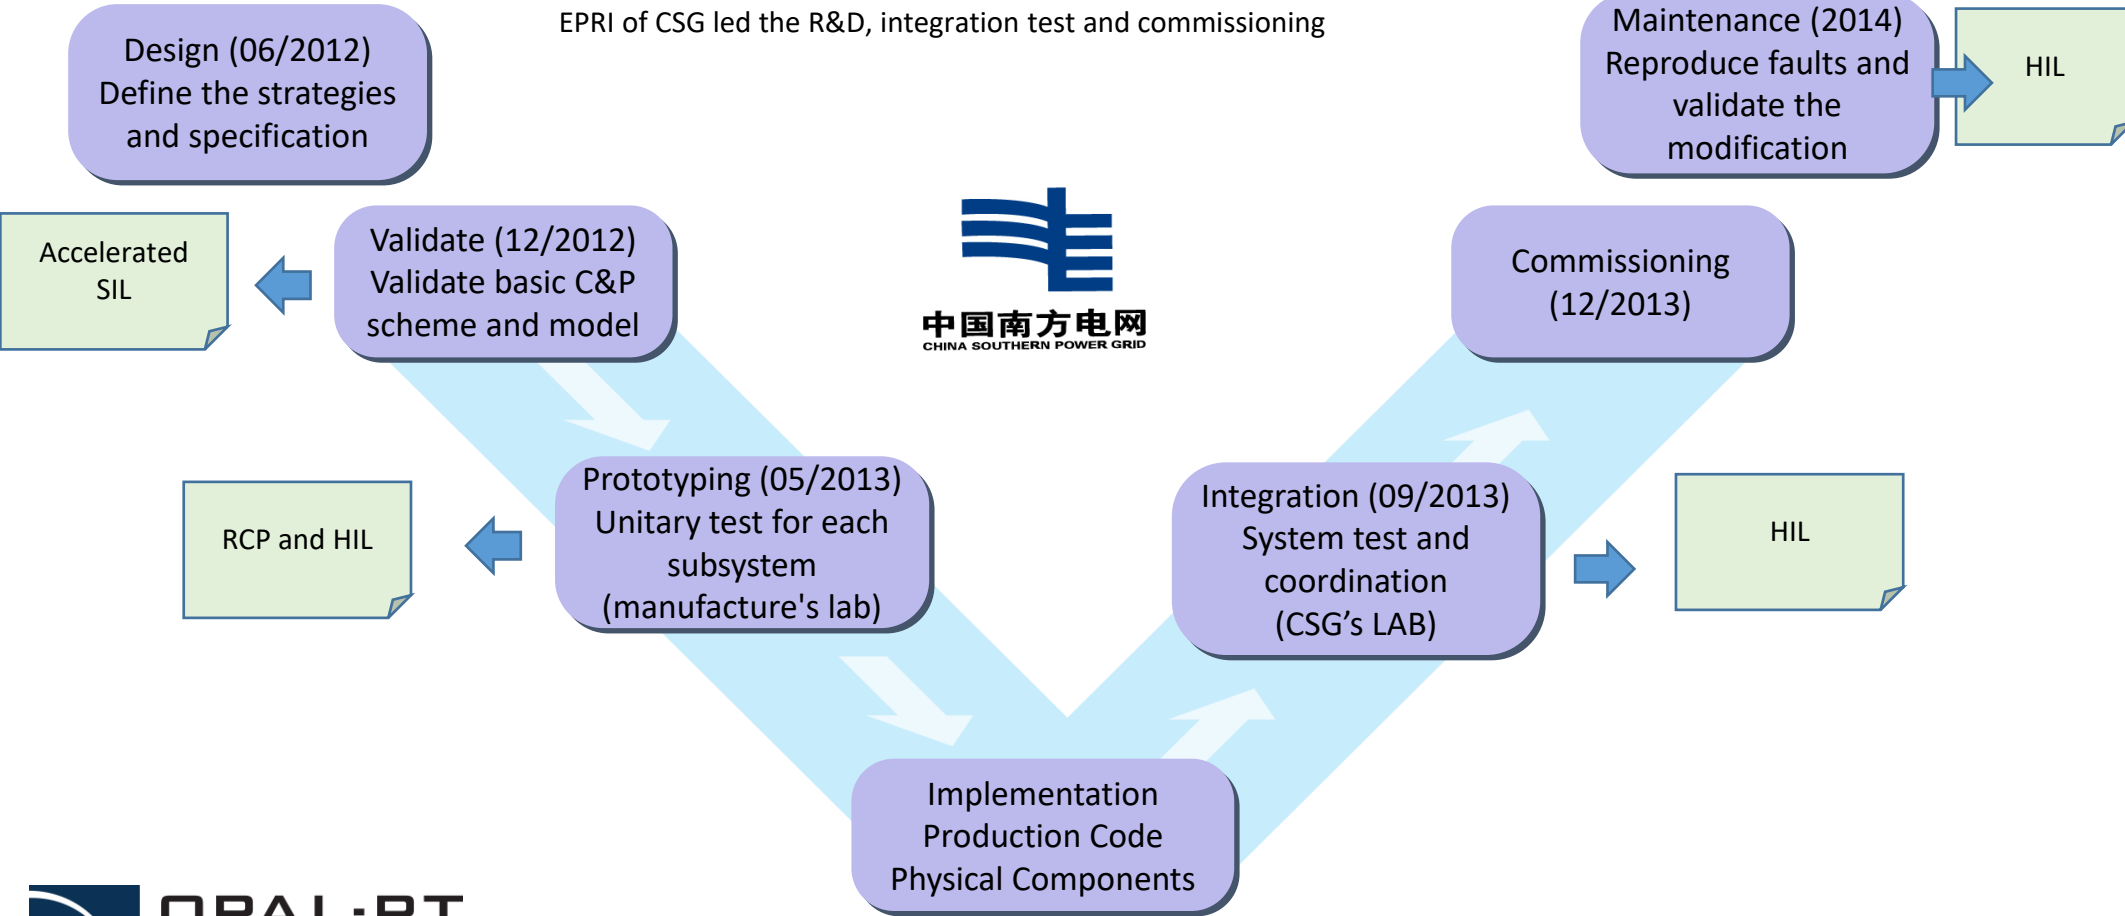 EPRI of CSG led the R&D, integration test and commissioning
Design (06/2012)
Define the strategies
and specification
Maintenance (2014)
Reproduce faults and
validate the
modification
HIL
Accelerated
SIL
Validate (12/2012)
Validate basic C&P
scheme and model
中国南方电网
CHINA SOUTHERN POWER GRID
Commissioning
(12/2013)
RCP and HIL
Prototyping (05/2013)
Unitary test for each
subsystem
(manufacture's lab)
Integration (09/2013)
System test and
coordination
(CSG’s LAB)
HIL
Implementation
Production Code
Physical Components
OPAL-RT